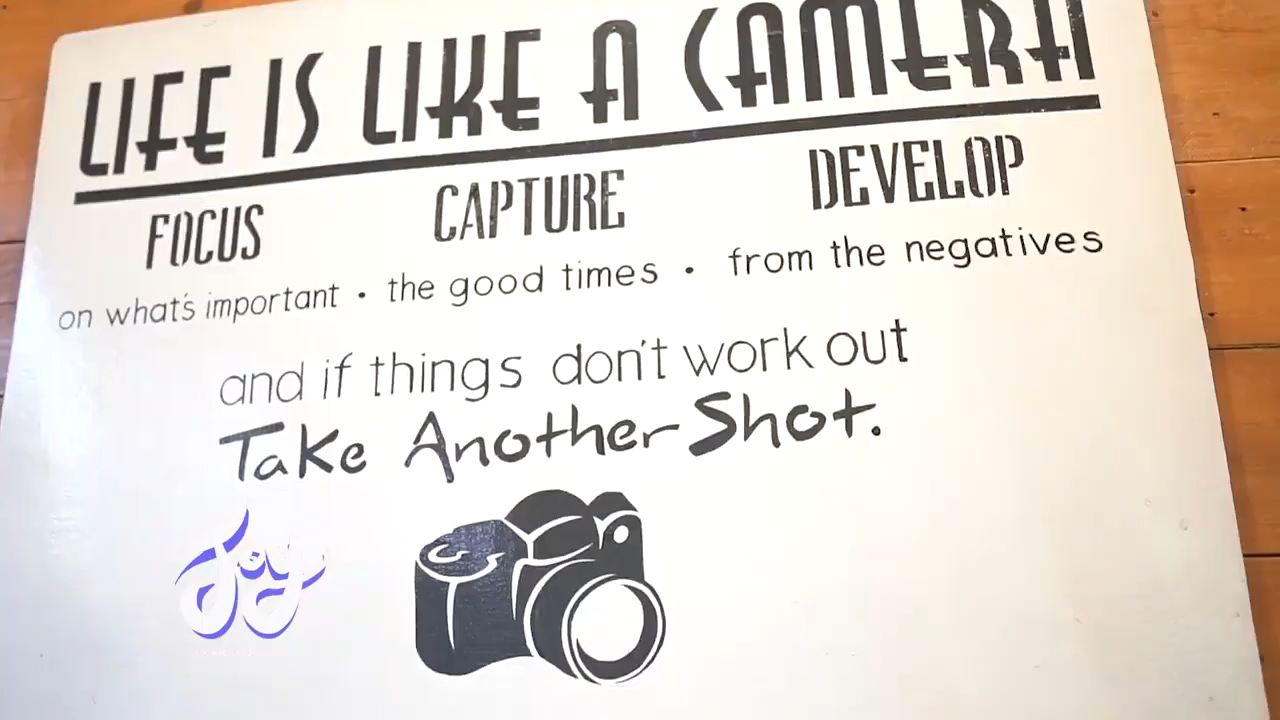 LIFE IS LIKE A CAMERA
FOCUS CAPTURE DEVELOP
on what's important • the good times • from the negatives
and if things don't work out
Take Another Shot.